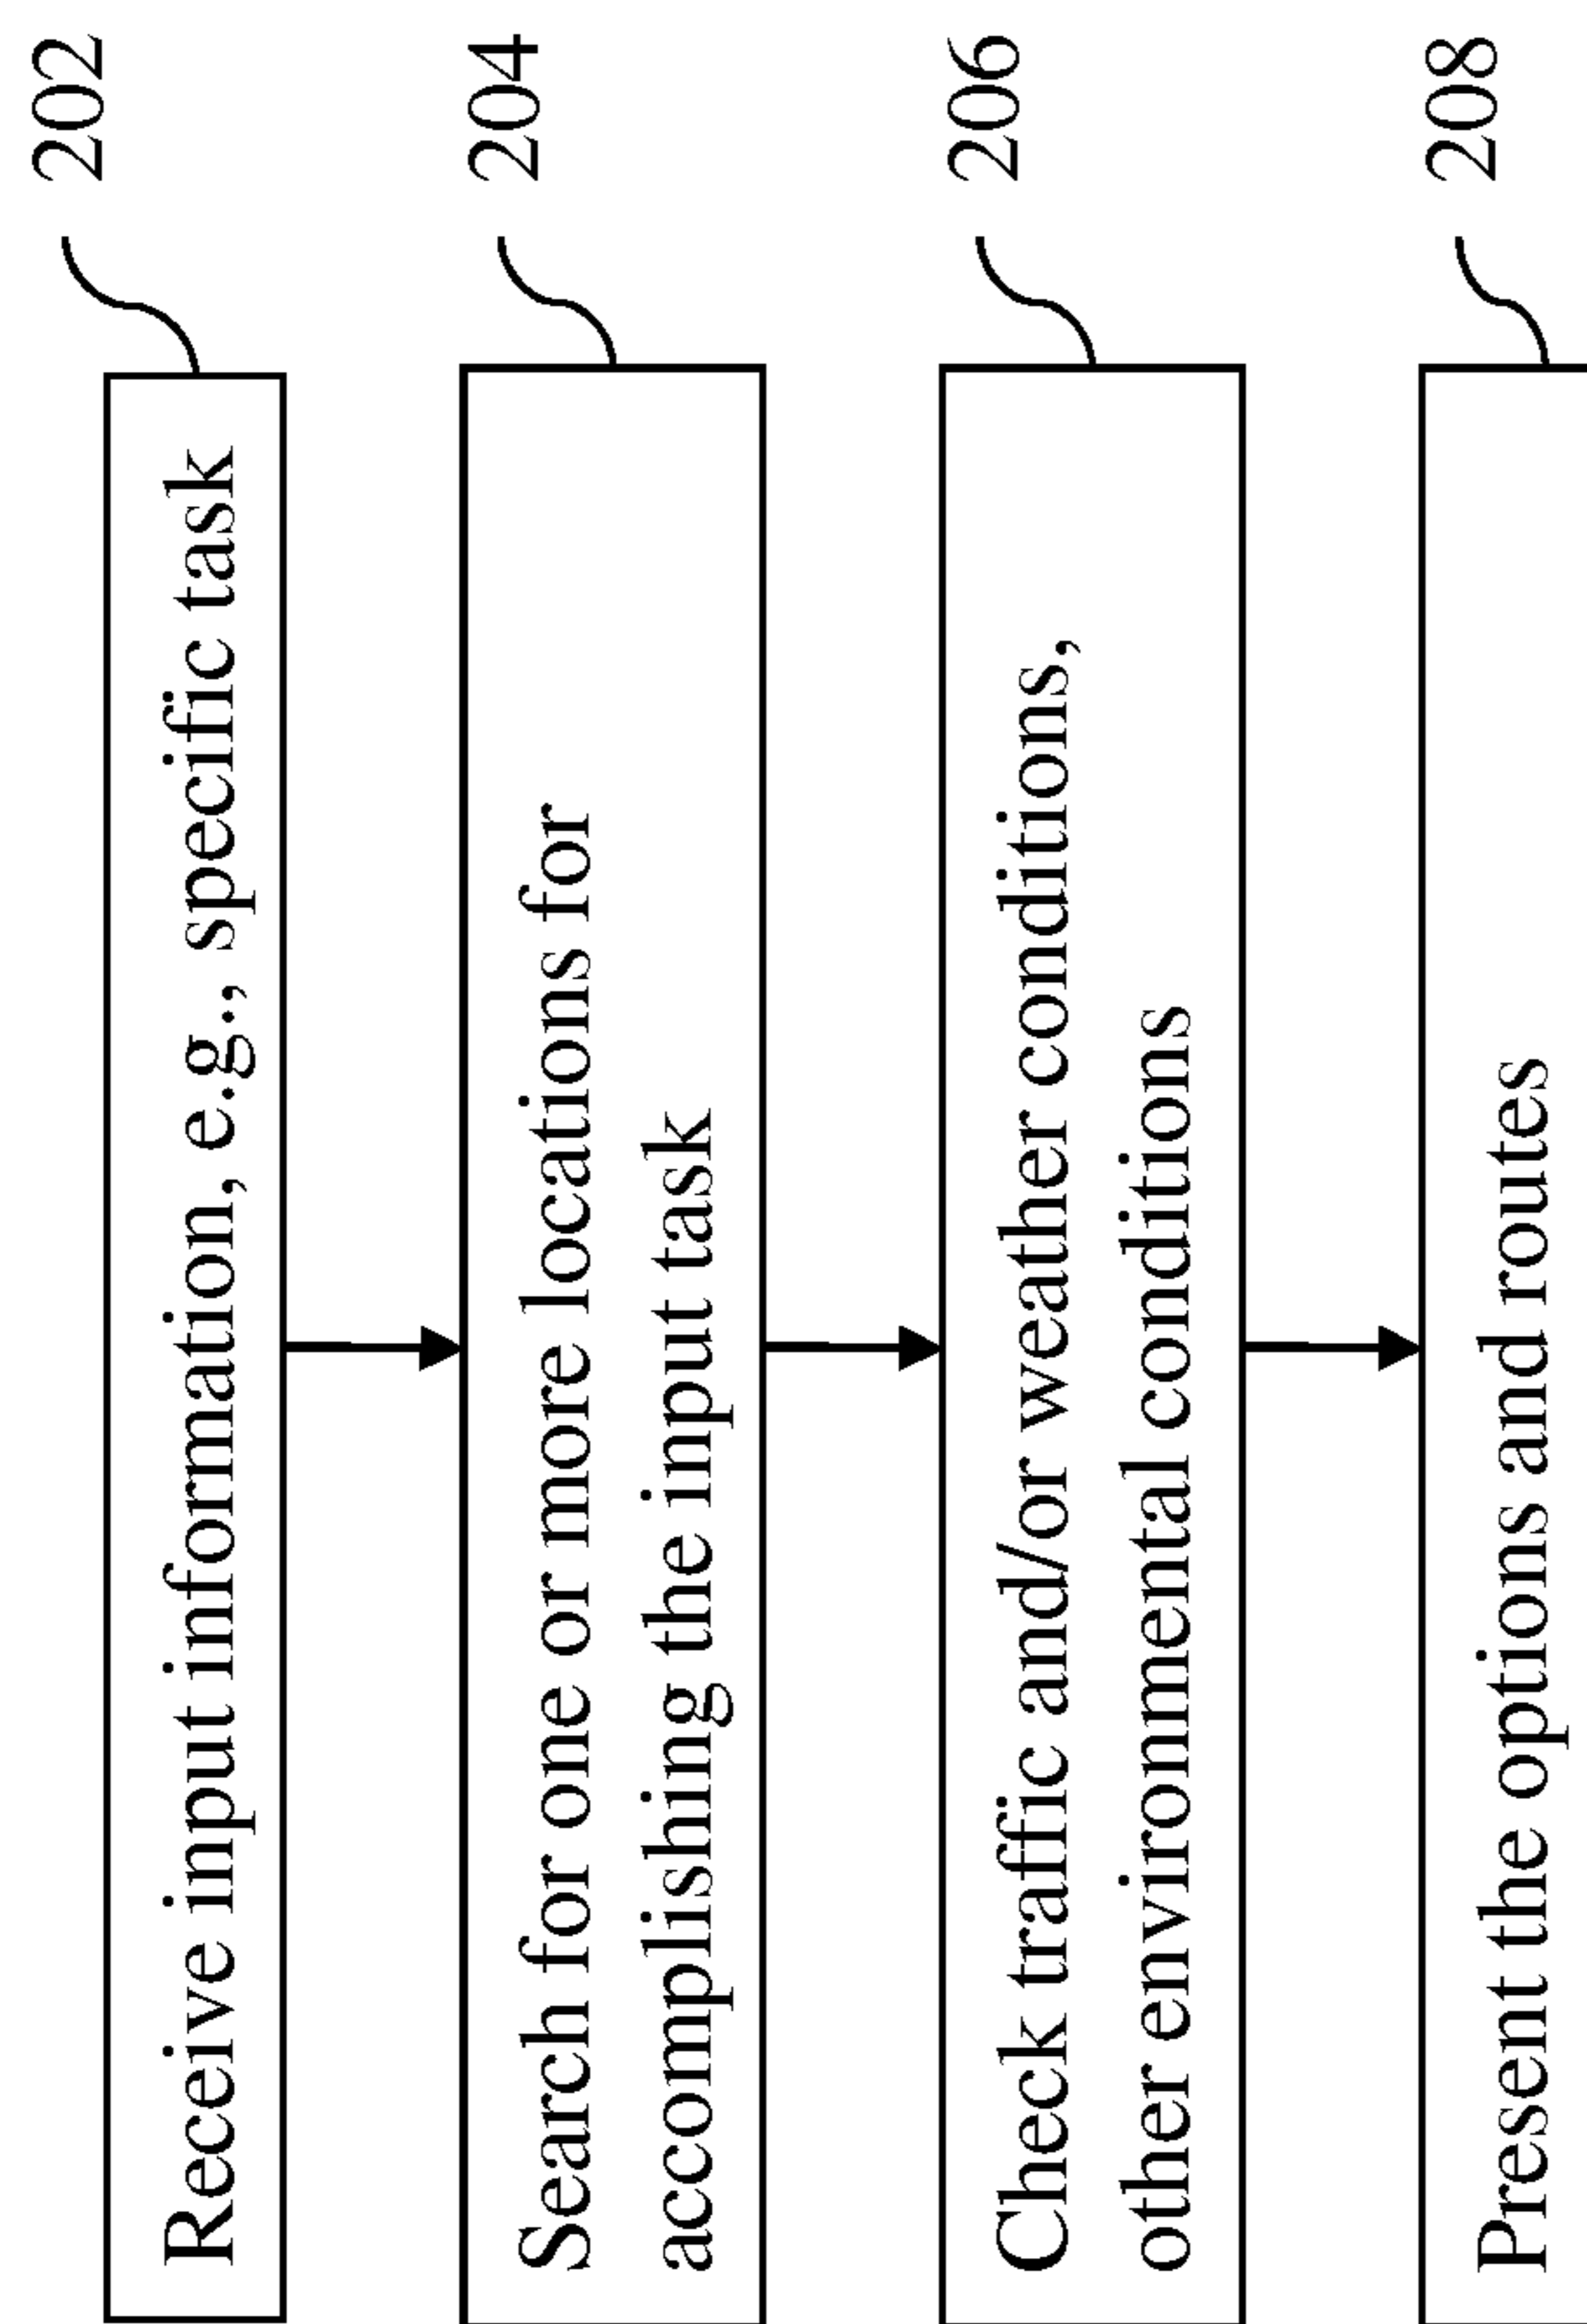 202
Receive input information, e.g., specific task
204
Search for one or more locations for
accomplishing the input task
206
Check traffic and/or weather conditions,
other environmental conditions
208
Present the options and routes